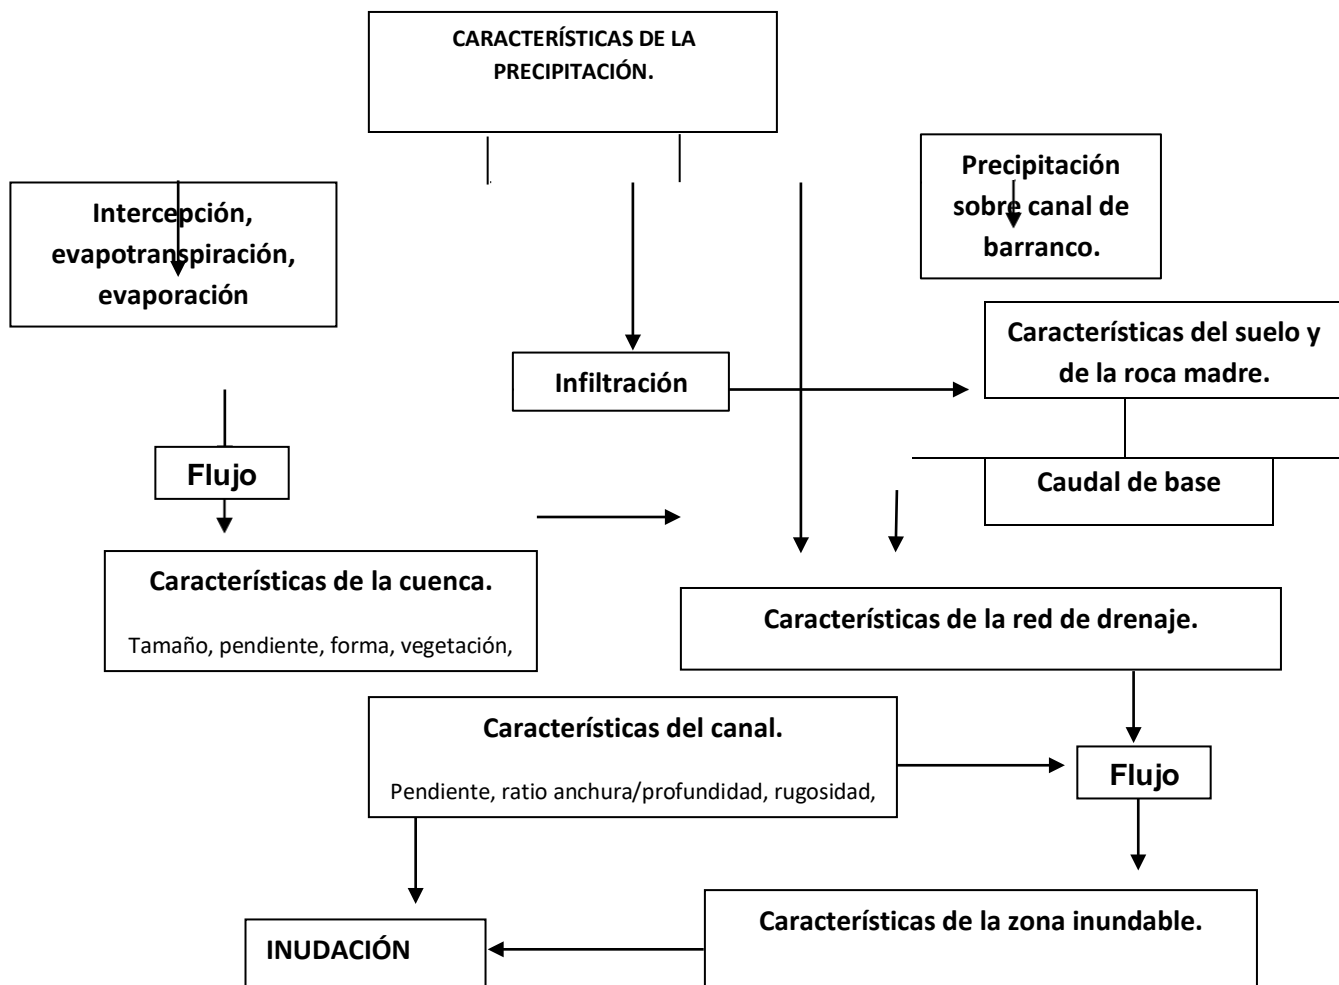 CARACTERÍSTICAS DE LA
PRECIPITACIÓN.
Precipitación
sobre canal de
barranco.
Intercepción,
evapotranspiración,
evaporación
Características del suelo y
de la roca madre.
Infiltración
Flujo
Caudal de base
Características de la cuenca.
Tamaño, pendiente, forma, vegetación,
Características de la red de drenaje.
Características del canal.
Pendiente, ratio anchura/profundidad, rugosidad,
Flujo
Características de la zona inundable.
INUDACIÓN